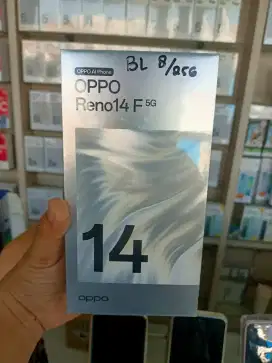 OPPO AI Phone
BL 8/256
OPPO
Reno14 F 5G
14
oppo